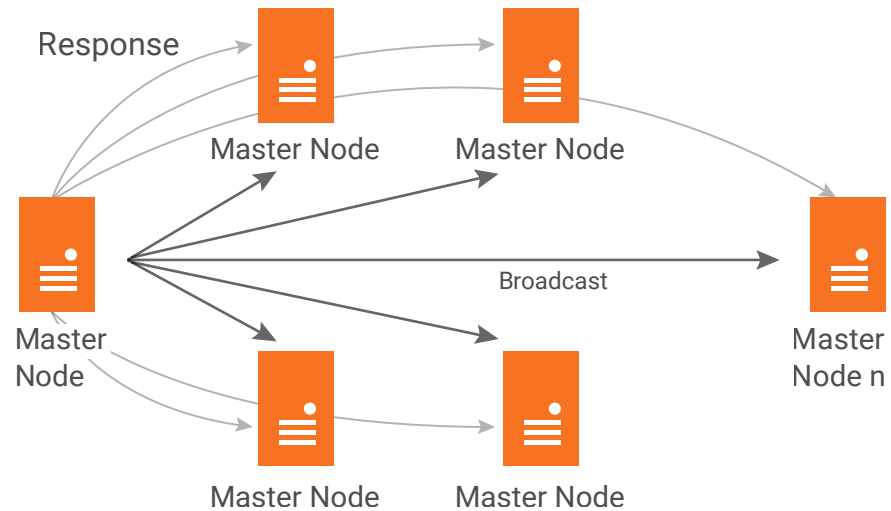 Response
Master Node
Master Node
Broadcast
Master
Node
Master
Node n
Master Node
Master Node